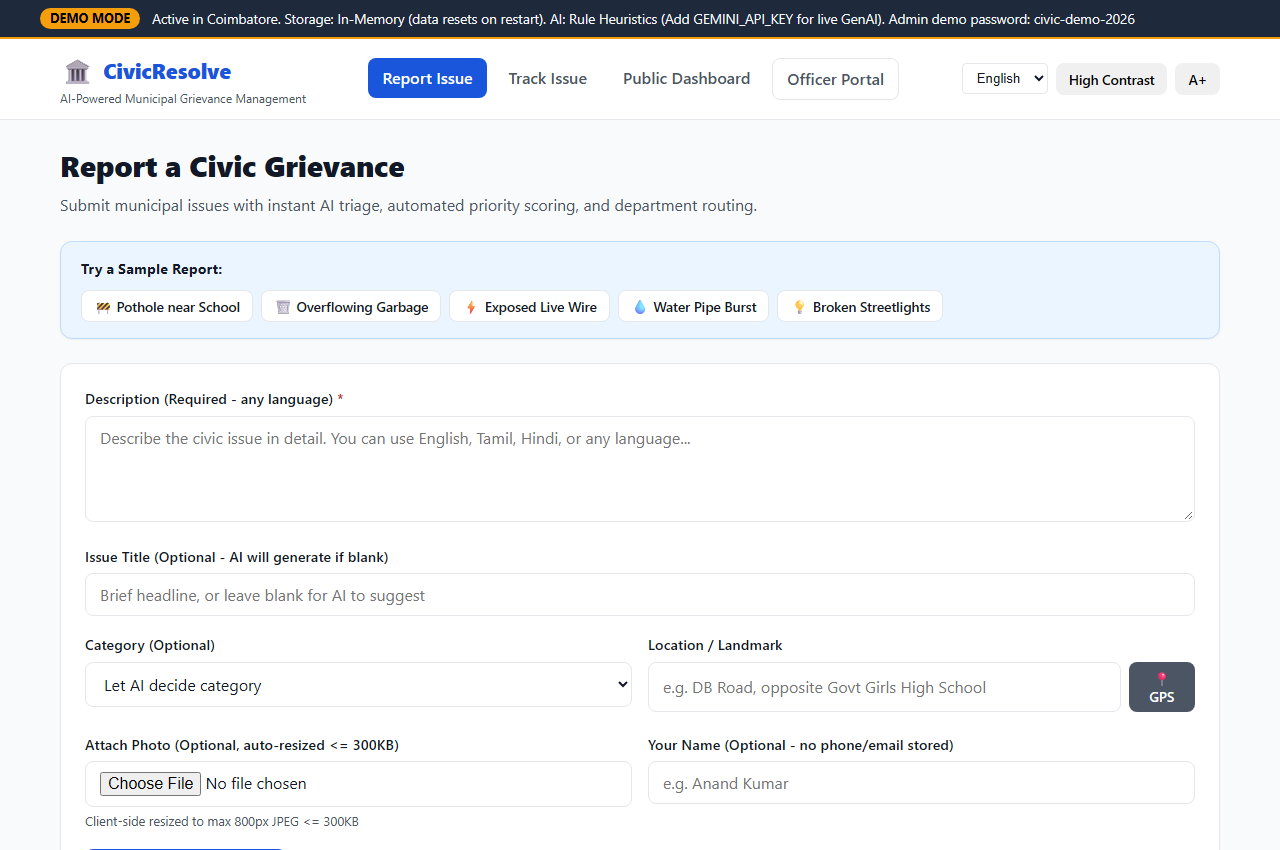 DEMO MODE Active in Coimbatore. Storage: In-Memory (data resets on restart). AI: Rule Heuristics (Add GEMINI_API_KEY for live GenAI). Admin demo password: civic-demo-2026
CivicResolve
AI-Powered Municipal Grievance Management
Report Issue Track Issue Public Dashboard Officer Portal
English High Contrast A+
Report a Civic Grievance
Submit municipal issues with instant AI triage, automated priority scoring, and department routing.
Try a Sample Report:
Pothole near School Overflowing Garbage Exposed Live Wire Water Pipe Burst Broken Streetlights
Description (Required - any language) *
Describe the civic issue in detail. You can use English, Tamil, Hindi, or any language...
Issue Title (Optional - AI will generate if blank)
Brief headline, or leave blank for AI to suggest
Category (Optional)
Let AI decide category
Location / Landmark
e.g. DB Road, opposite Govt Girls High School
GPS
Attach Photo (Optional, auto-resized <= 300KB)
Choose File No file chosen
Client-side resized to max 800px JPEG <= 300KB
Your Name (Optional - no phone/email stored)
e.g. Anand Kumar